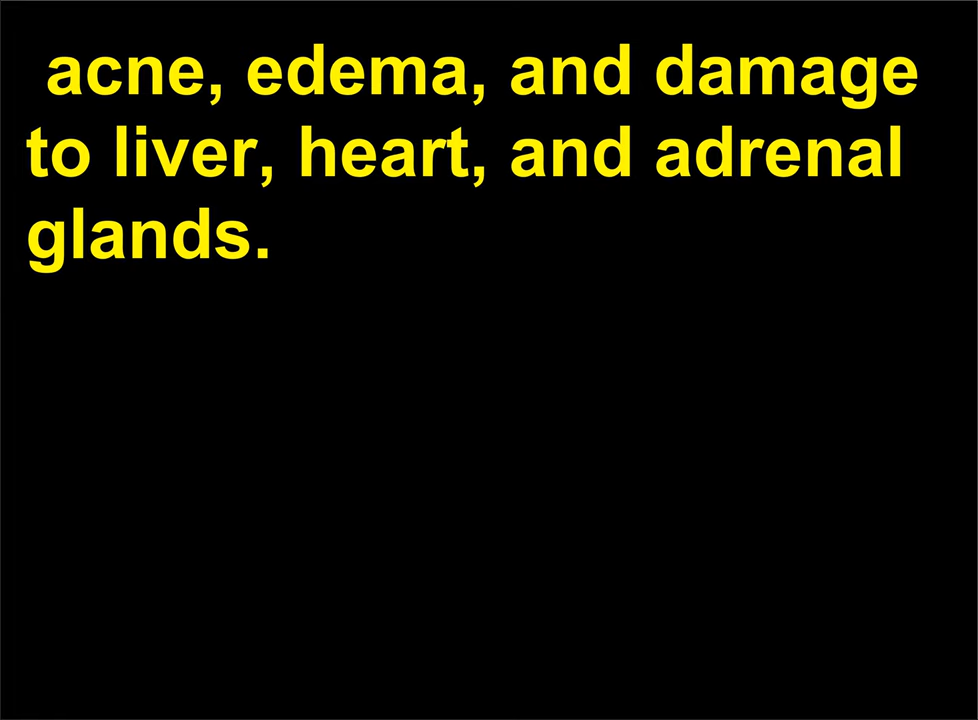 acne, edema, and damage
to liver, heart, and adrenal
glands.